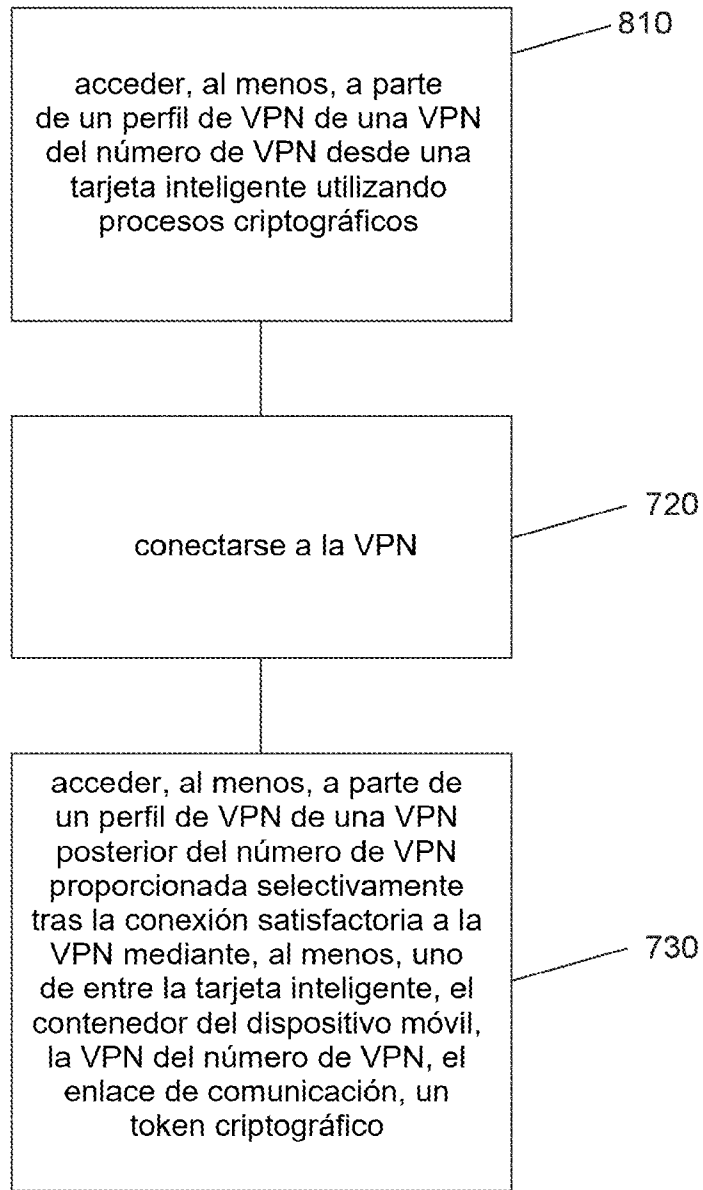 810
acceder, al menos, a parte
de un perfil de VPN de una VPN
del número de VPN desde una
tarjeta inteligente utilizando
procesos criptográficos
720
conectarse a la VPN
acceder, al menos, a parte de
un perfil de VPN de una VPN
posterior del número de VPN
proporcionada selectivamente
tras la conexión satisfactoria a la
VPN mediante, al menos, uno
de entre la tarjeta inteligente, el
contenedor del dispositivo móvil,
la VPN del número de VPN, el
enlace de comunicación, un
token criptográfico
730